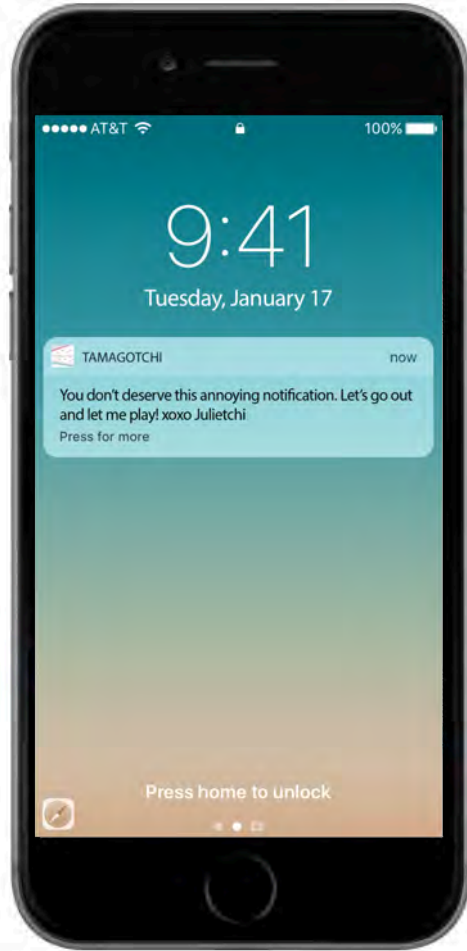 AT&T 100%
9:41
Tuesday, January 17
TAMAGOTCHI now
You don't deserve this annoying notification. Let's go out
and let me play! xoxo Julietchi
Press for more
Press home to unlock